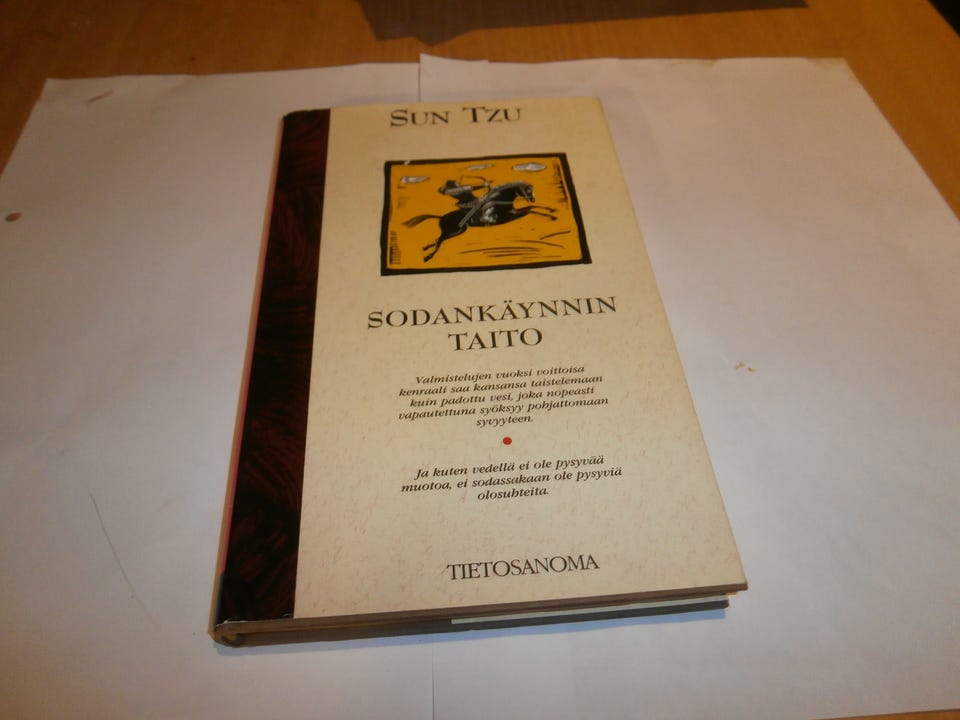 SUN TZU
SODANKÄYNNIN
TAITO
Valmistelujen vuoksi voittoisa
kenraali saa kansansa taistelemaan
kuin padottu vesi, joka nopeasti
vapautettuna syöksyy pohjattomaan
syvyyteen.
Ja kuten vedellä ei ole pysyvää
muotoa, ei sodassakaan ole pysyviä
olosuhteita.
TIETOSANOMA